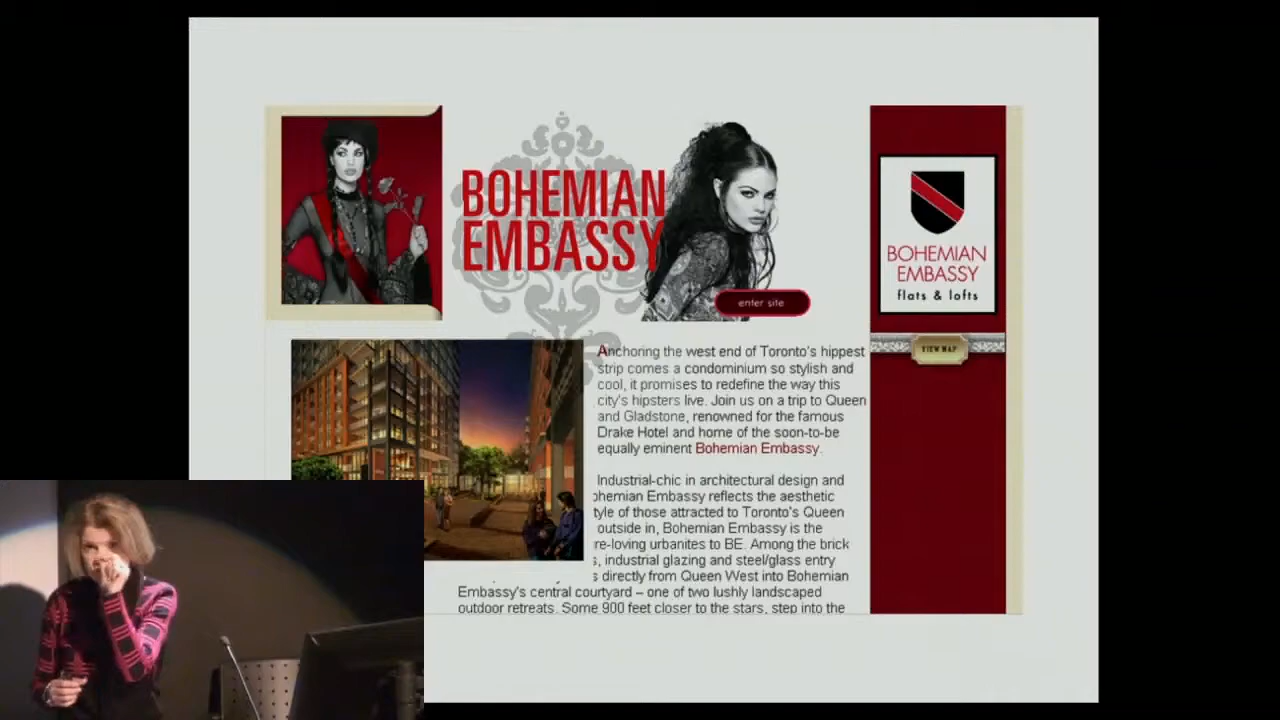 BOHEMIAN
EMBASSY
enter site
BOHEMIAN
EMBASSY
flats & lofts
VIEW MAP
Anchoring the west end of Toronto's hippest
strip comes a condominium so stylish and
cool, it promises to redefine the way this
city's hipsters live. Join us on a trip to Queen
and Gladstone, renowned for the famous
Drake Hotel and home of the soon-to-be
equally eminent Bohemian Embassy.
Industrial-chic in architectural design and
ohemian Embassy reflects the aesthetic
tyle of those attracted to Toronto's Queen
outside in, Bohemian Embassy is the
re-loving urbanites to BE. Among the brick
s, industrial glazing and steel/glass entry
s directly from Queen West into Bohemian
Embassy's central courtyard – one of two lushly landscaped
outdoor retreats. Some 900 feet closer to the stars, step into the